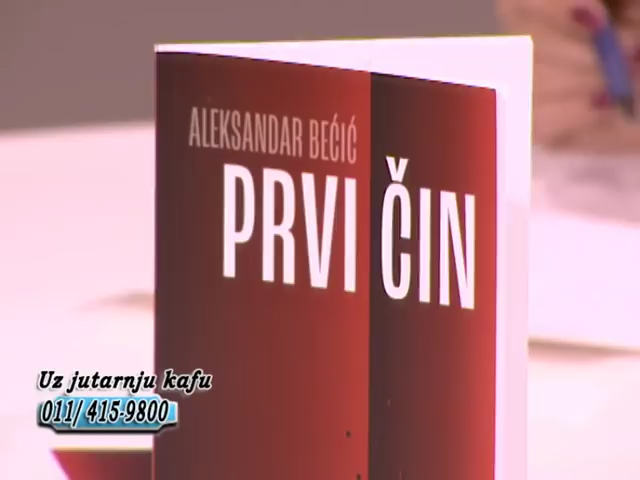 ALEKSANDAR BEĆIĆ
PRVI ČIN
Uz jutarnju kafu
011/ 415-9800